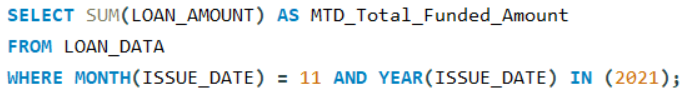 SELECT SUM(LOAN_AMOUNT) AS MTD_Total_Funded_Amount
FROM LOAN_DATA
WHERE MONTH(ISSUE_DATE) = 11 AND YEAR(ISSUE_DATE) IN (2021);